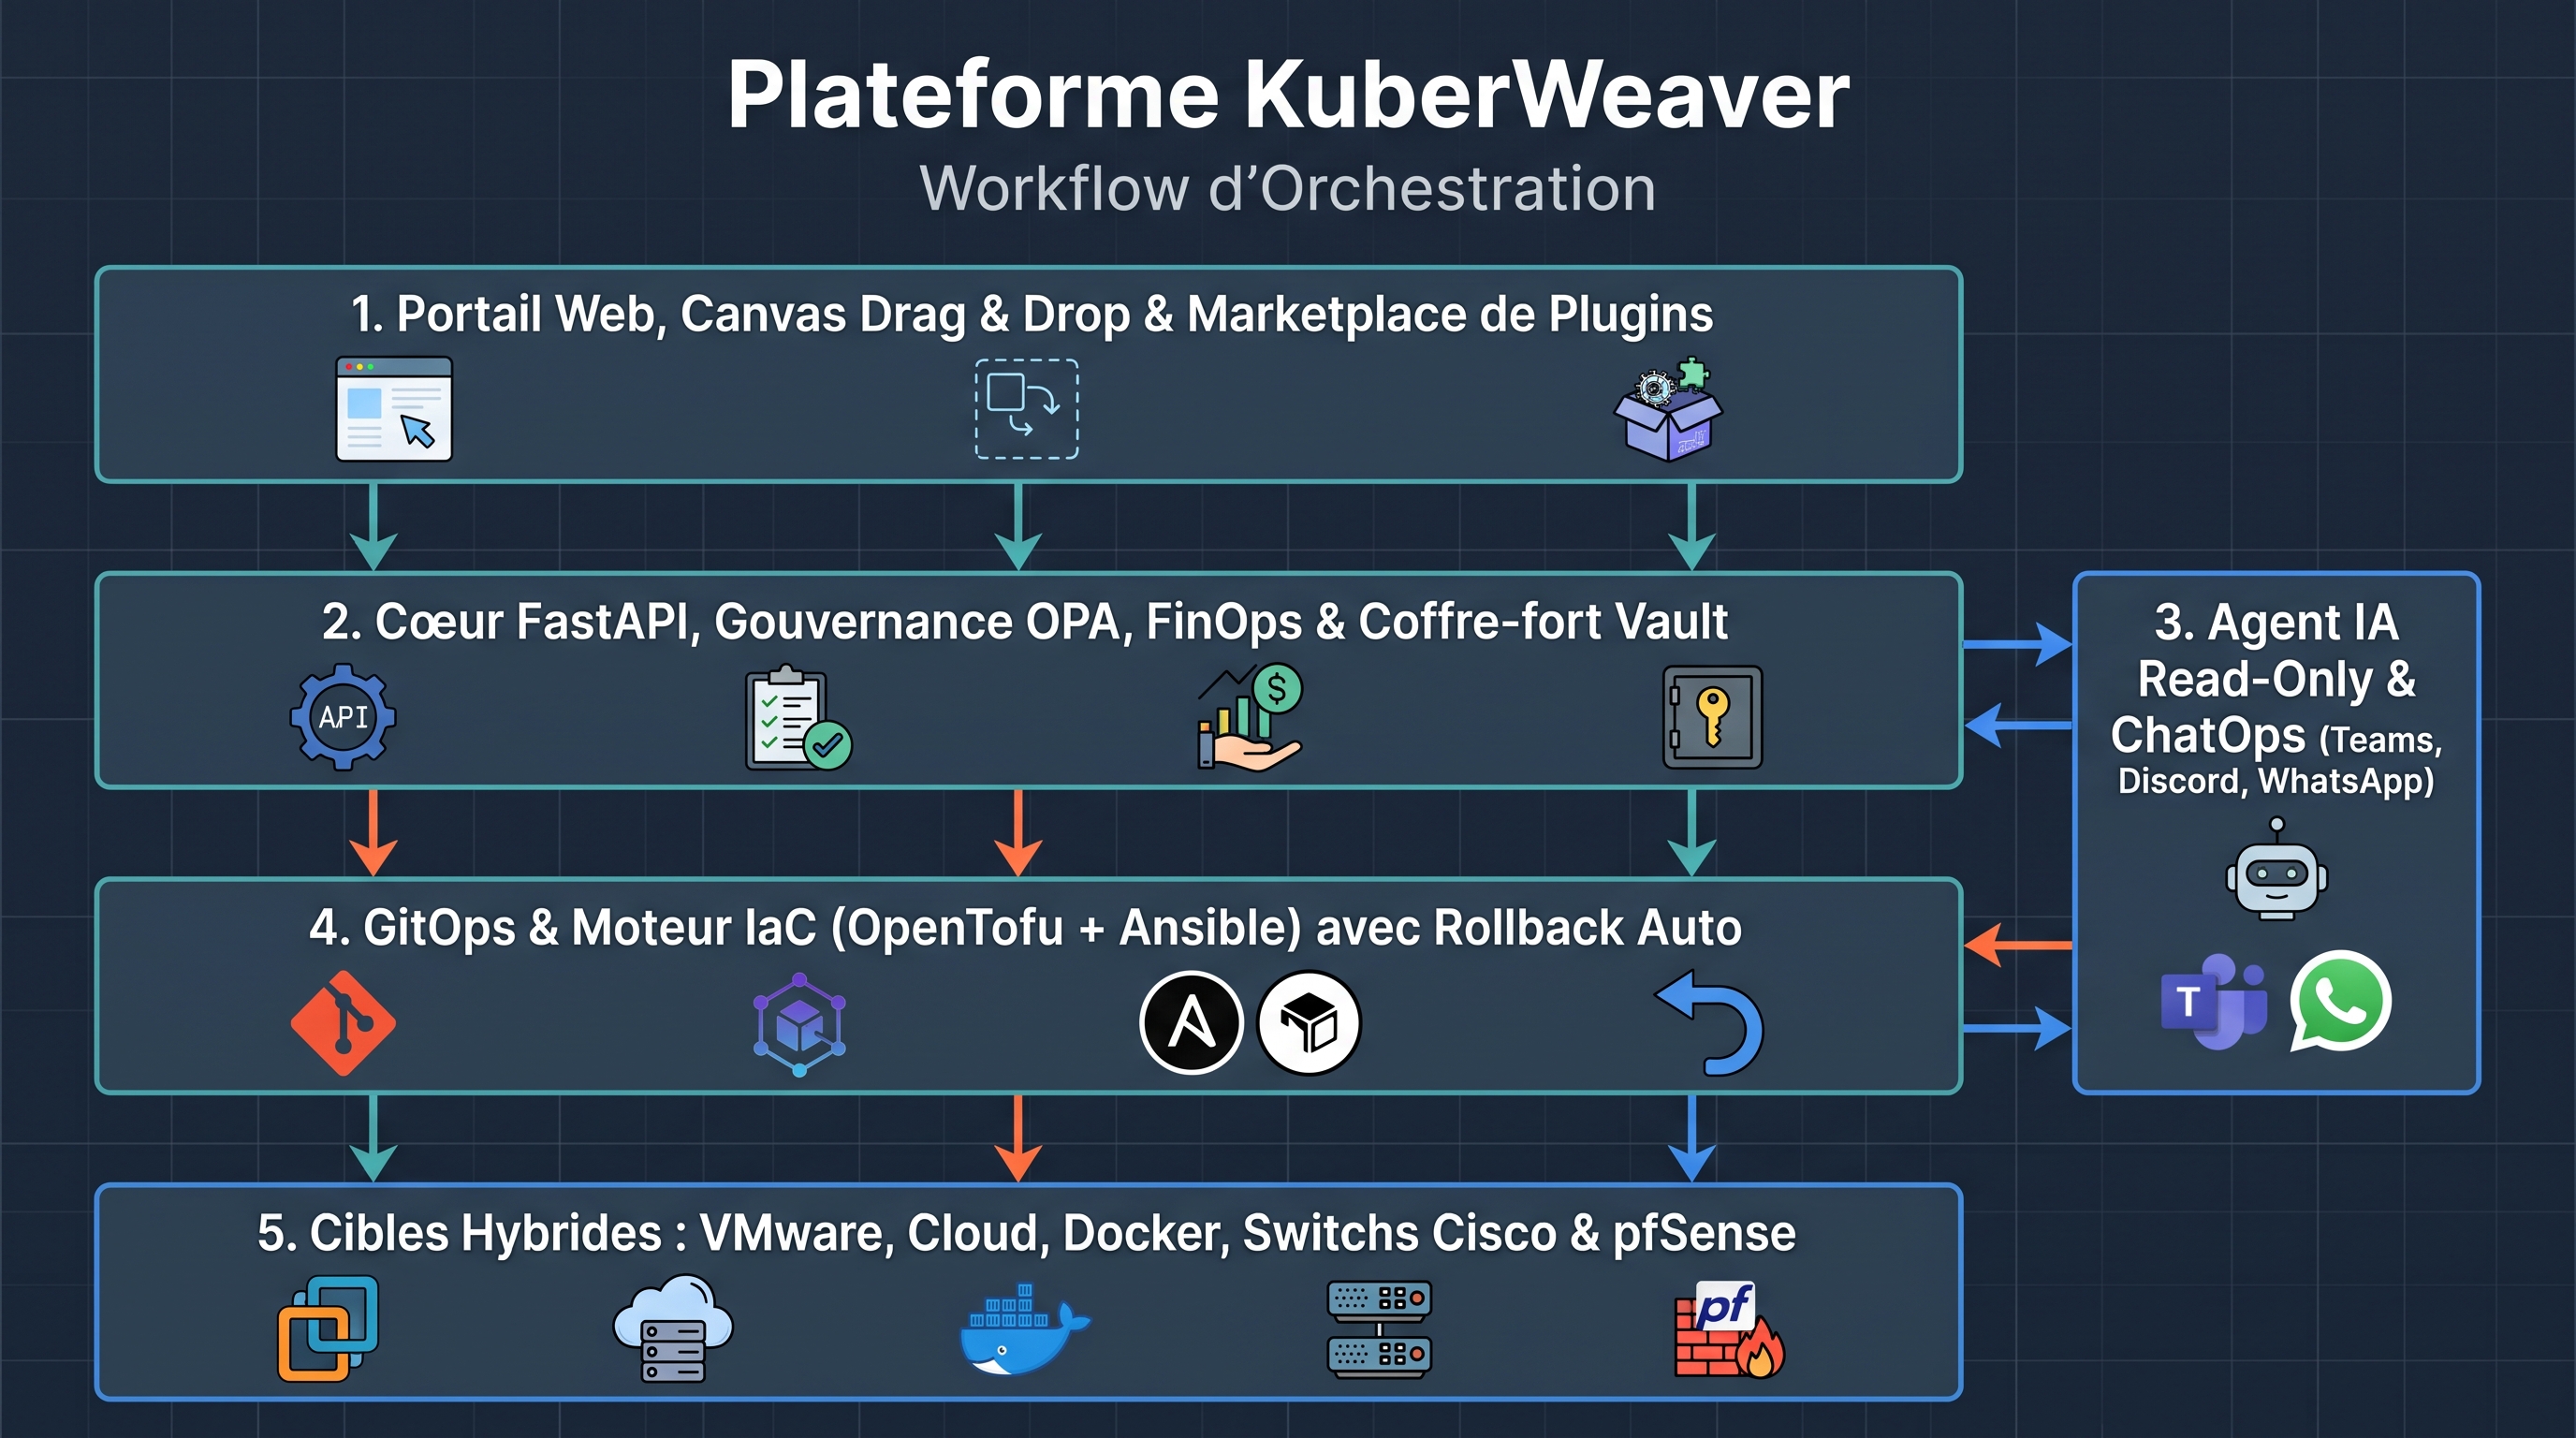 Plateforme KuberWeaver
Workflow d’Orchestration
1. Portail Web, Canvas Drag & Drop & Marketplace de Plugins
2. Cœur FastAPI, Gouvernance OPA, FinOps & Coffre-fort Vault
API
$
3. Agent IA
Read-Only &
ChatOps (Teams,
Discord, WhatsApp)
T
4. GitOps & Moteur IaC (OpenTofu + Ansible) avec Rollback Auto
A
5. Cibles Hybrides : VMware, Cloud, Docker, Switchs Cisco & pfSense
pf